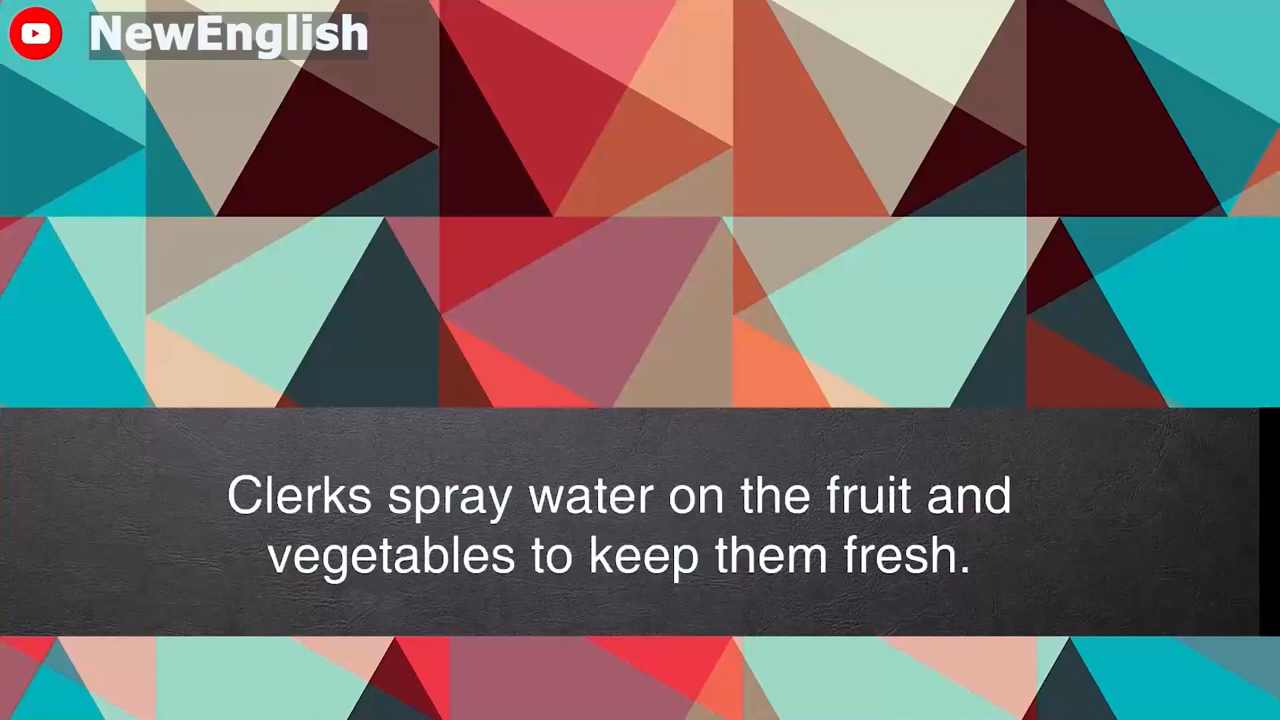 NewEnglish
Clerks spray water on the fruit and
vegetables to keep them fresh.